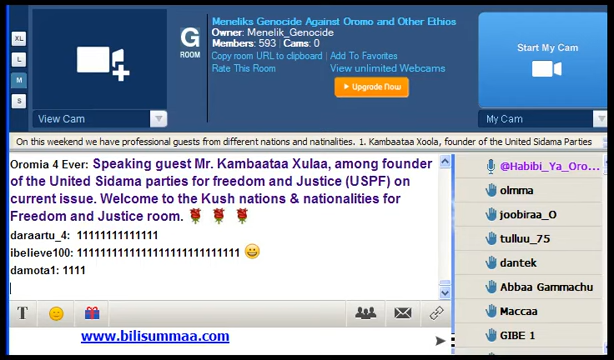 XL
L
M
S
View Cam
G
ROOM
Meneliks Genocide Against Oromo and Other Ethios
Owner: Menelik_Genocide
Members: 593 | Cams: 0
Copy room URL to clipboard | Add To Favorites
Rate This Room
View unlimited Webcams
Upgrade Now
Start My Cam
My Cam
On this weekend we have professional guests from different nations and natinalities. 1. Kambaataa Xoola, founder of the United Sidama Parties
Oromia 4 Ever: Speaking guest Mr. Kambaataa Xulaa, among founder
of the United Sidama parties for freedom and Justice (USPF) on
current issue. Welcome to the Kush nations & nationalities for
Freedom and Justice room.
daraartu_4: 11111111111111
ibelieve100: 1111111111111111111111111111
damota1: 1111
@Habibi_Ya_Oro...
olmma
joobiraa_O
tulluu_75
dantek
Abbaa Gammachu
Maccaa
GIBE 1
T
www.bilisummaa.com